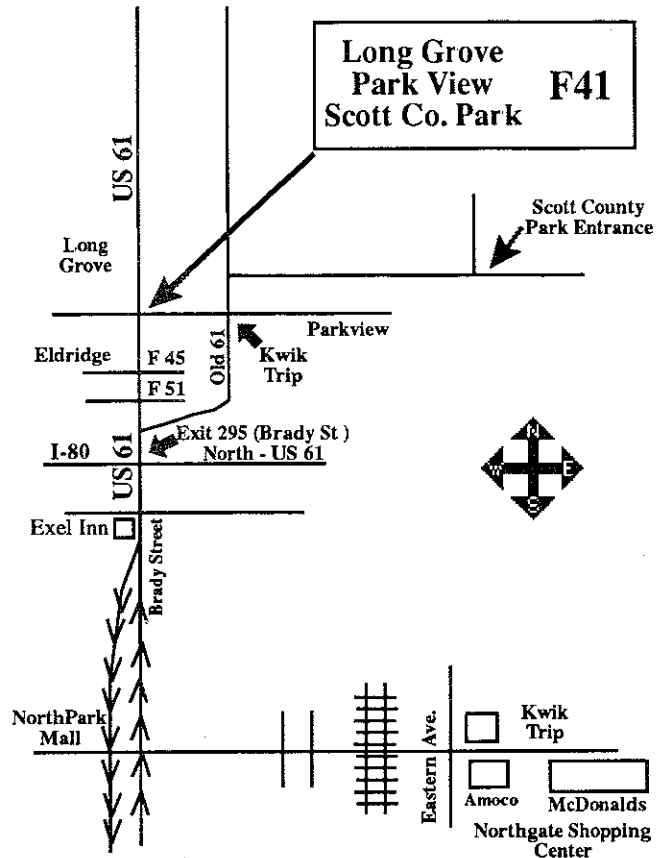 Long Grove
Park View
Scott Co. Park
F41
US 61
Scott County
Park Entrance
Long
Grove
Parkview
Old 61
Kwik
Trip
Eldridge
F 45
F 51
Exit 295 (Brady St )
North - US 61
I-80
US 61
N
W
E
S
Exel Inn
Brady Street
NorthPark
Mall
Eastern Ave.
Kwik
Trip
Amoco
McDonalds
Northgate Shopping
Center